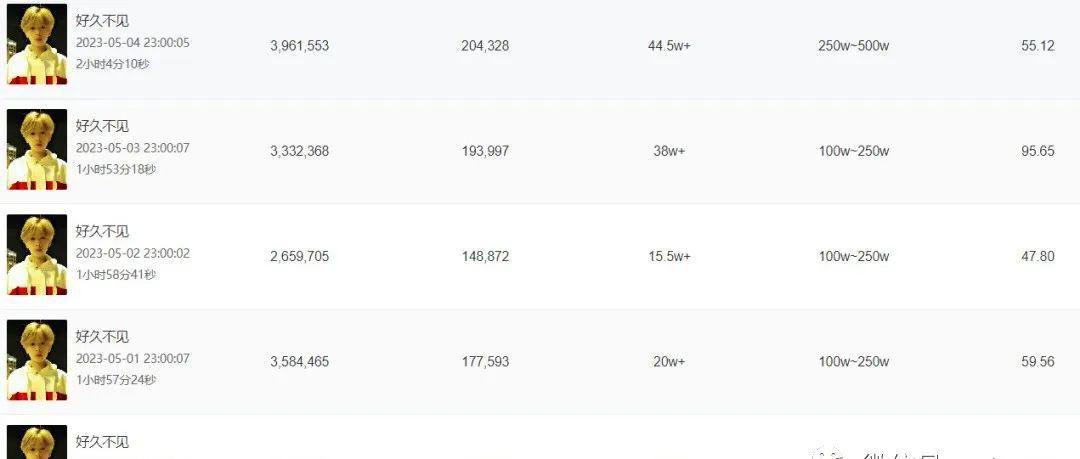 好久不见
2023-05-04 23:00:05
2小时4分10秒
3,961,553 204,328 44.5w+ 250w~500w 55.12
好久不见
2023-05-03 23:00:07
1小时53分18秒
3,332,368 193,997 38w+ 100w~250w 95.65
好久不见
2023-05-02 23:00:02
1小时58分41秒
2,659,705 148,872 15.5w+ 100w~250w 47.80
好久不见
2023-05-01 23:00:07
1小时57分24秒
3,584,465 177,593 20w+ 100w~250w 59.56
好久不见